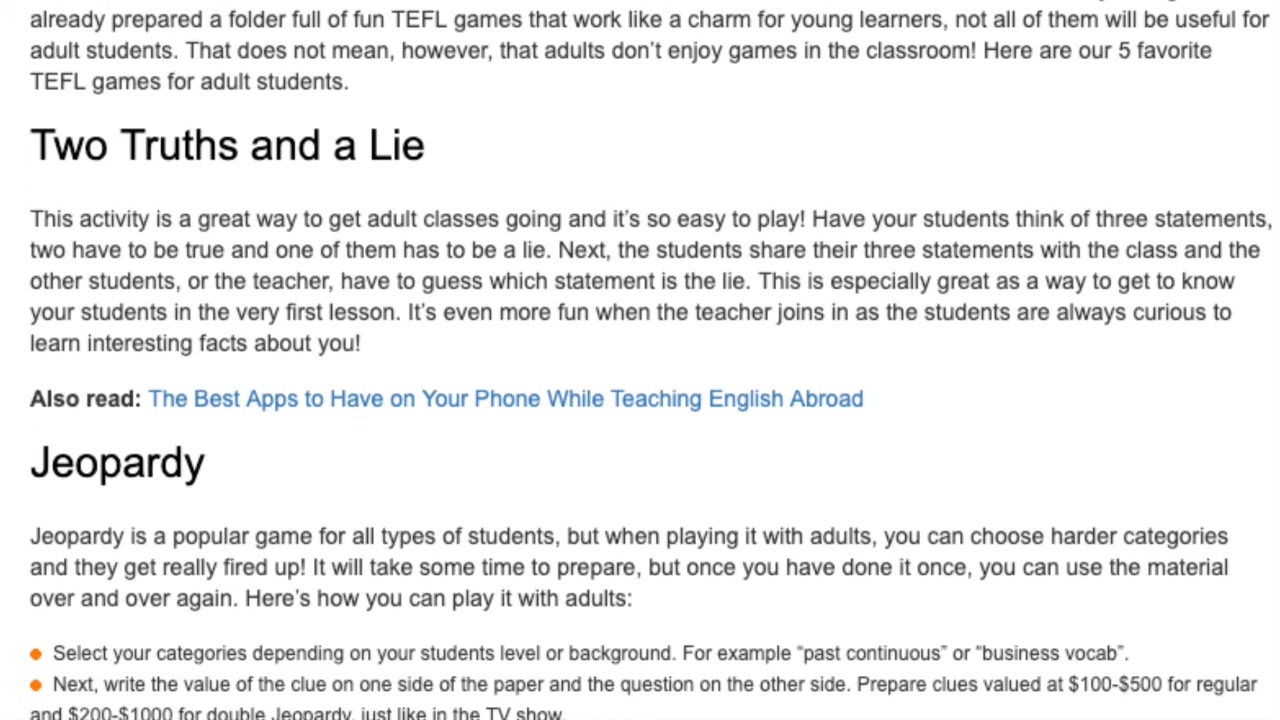 already prepared a folder full of fun TEFL games that work like a charm for young learners, not all of them will be useful for
adult students. That does not mean, however, that adults don’t enjoy games in the classroom! Here are our 5 favorite
TEFL games for adult students.
Two Truths and a Lie
This activity is a great way to get adult classes going and it’s so easy to play! Have your students think of three statements,
two have to be true and one of them has to be a lie. Next, the students share their three statements with the class and the
other students, or the teacher, have to guess which statement is the lie. This is especially great as a way to get to know
your students in the very first lesson. It’s even more fun when the teacher joins in as the students are always curious to
learn interesting facts about you!
Also read: The Best Apps to Have on Your Phone While Teaching English Abroad
Jeopardy
Jeopardy is a popular game for all types of students, but when playing it with adults, you can choose harder categories
and they get really fired up! It will take some time to prepare, but once you have done it once, you can use the material
over and over again. Here’s how you can play it with adults:
Select your categories depending on your students level or background. For example “past continuous” or “business vocab”.
Next, write the value of the clue on one side of the paper and the question on the other side. Prepare clues valued at $100-$500 for regular
and $200-$1000 for double Jeopardy, just like in the TV show.